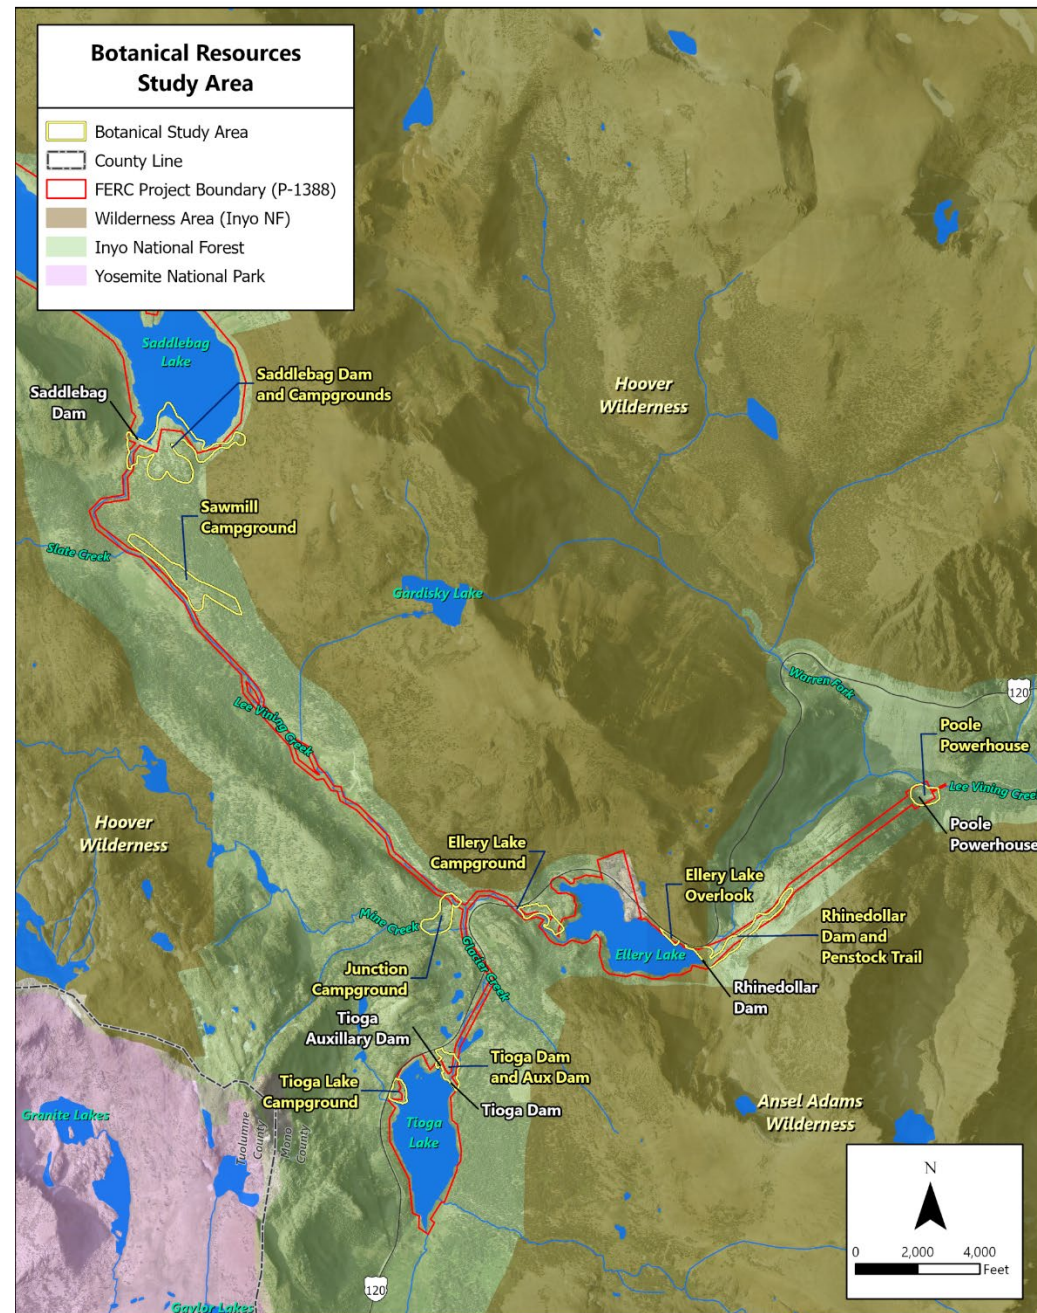 Botanical Resources
Study Area
Botanical Study Area
County Line
FERC Project Boundary (P-1388)
Wilderness Area (Inyo NF)
Inyo National Forest
Yosemite National Park
Saddlebag
Lake
Saddlebag Dam
and Campgrounds
Saddlebag
Dam
Hoover
Wilderness
Sawmill
Campground
Slate Creek
Gardisky Lake
Warren Fork
120
Lee Vining Creek
Poole
Powerhouse
Lee Vining Creek
Poole
Powerhouse
Hoover
Wilderness
Ellery Lake
Campground
Ellery Lake
Overlook
Mine Creek
Rhinedollar
Dam and
Penstock Trail
Glacier Creek
Ellery Lake
Junction
Campground
Rhinedollar
Dam
Tioga
Auxillary Dam
Tioga Dam
and Aux Dam
Tioga Lake
Campground
Tioga Dam
Ansel Adams
Wilderness
Granite Lakes
Tioga
Lake
Tuolumne
County
Mono
County
N
0 2,000 4,000
Feet
120
Gaylor Lakes